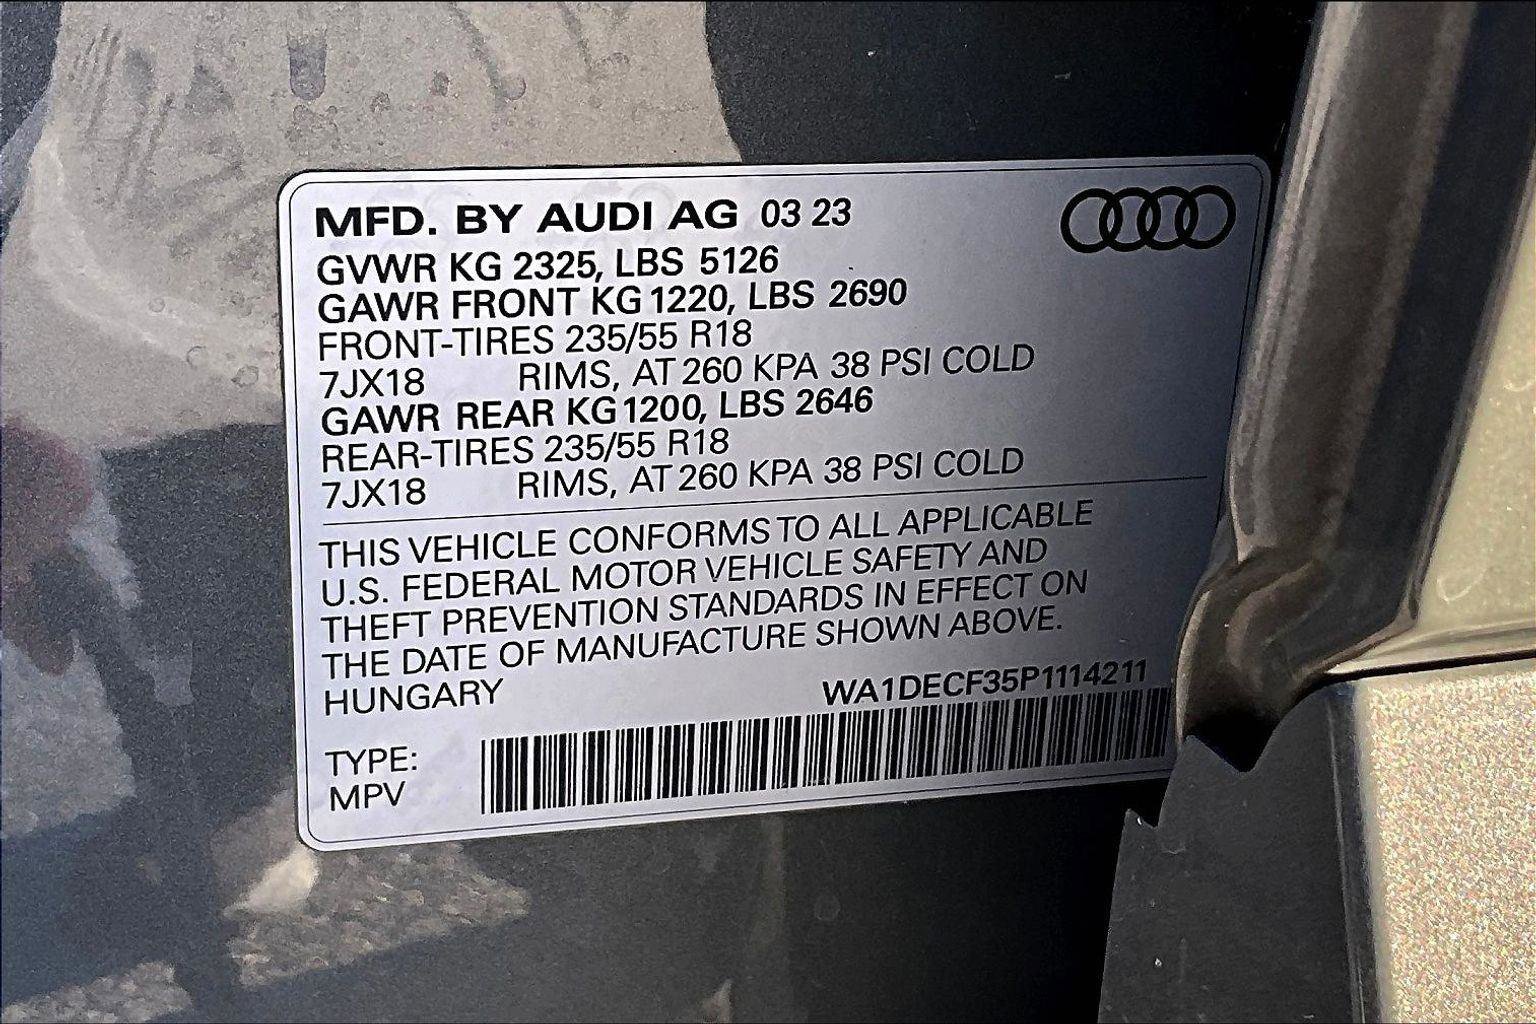 MFD. BY AUDI AG 03 23
GVWR KG 2325, LBS 5126
GAWR FRONT KG 1220, LBS 2690
FRONT-TIRES 235/55 R18
7JX18 RIMS, AT 260 KPA 38 PSI COLD
GAWR REAR KG 1200, LBS 2646
REAR-TIRES 235/55 R18
7JX18 RIMS, AT 260 KPA 38 PSI COLD
THIS VEHICLE CONFORMS TO ALL APPLICABLE
U.S. FEDERAL MOTOR VEHICLE SAFETY AND
THEFT PREVENTION STANDARDS IN EFFECT ON
THE DATE OF MANUFACTURE SHOWN ABOVE.
HUNGARY WA1DECF35P1114211
TYPE:
MPV